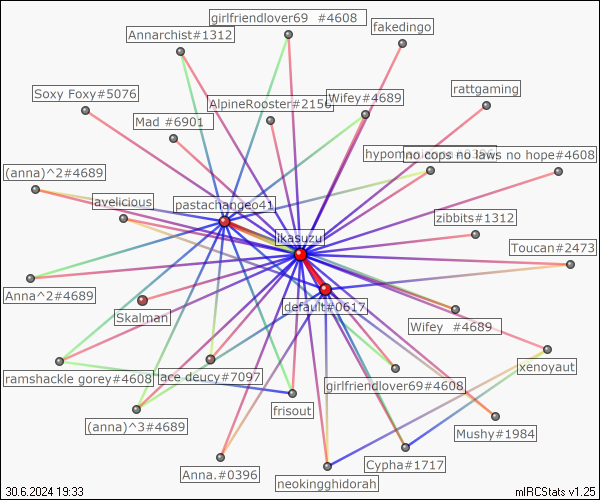 girlfriendlover69 #4608
fakedingo
Annarchist#1312
rattgaming
Soxy Foxy#5076
AlpineRooster#2156
Wifey#4689
Mad #6901
no cops no laws no hope#4608
(anna)^2#4689
avelicious
pastachangeo41
zibbits#1312
ikasuzu
Toucan#2473
Anna^2#4689
default#0617
Skalman
Wifey #4689
xenoyaut
ramshackle gorey#4608
ace deucy#7097
girlfriendlover69#4608
frisout
(anna)^3#4689
Mushy#1984
Cypha#1717
Anna.#0396
neokingghidorah
30.6.2024 19:33
mIRCStats v1.25